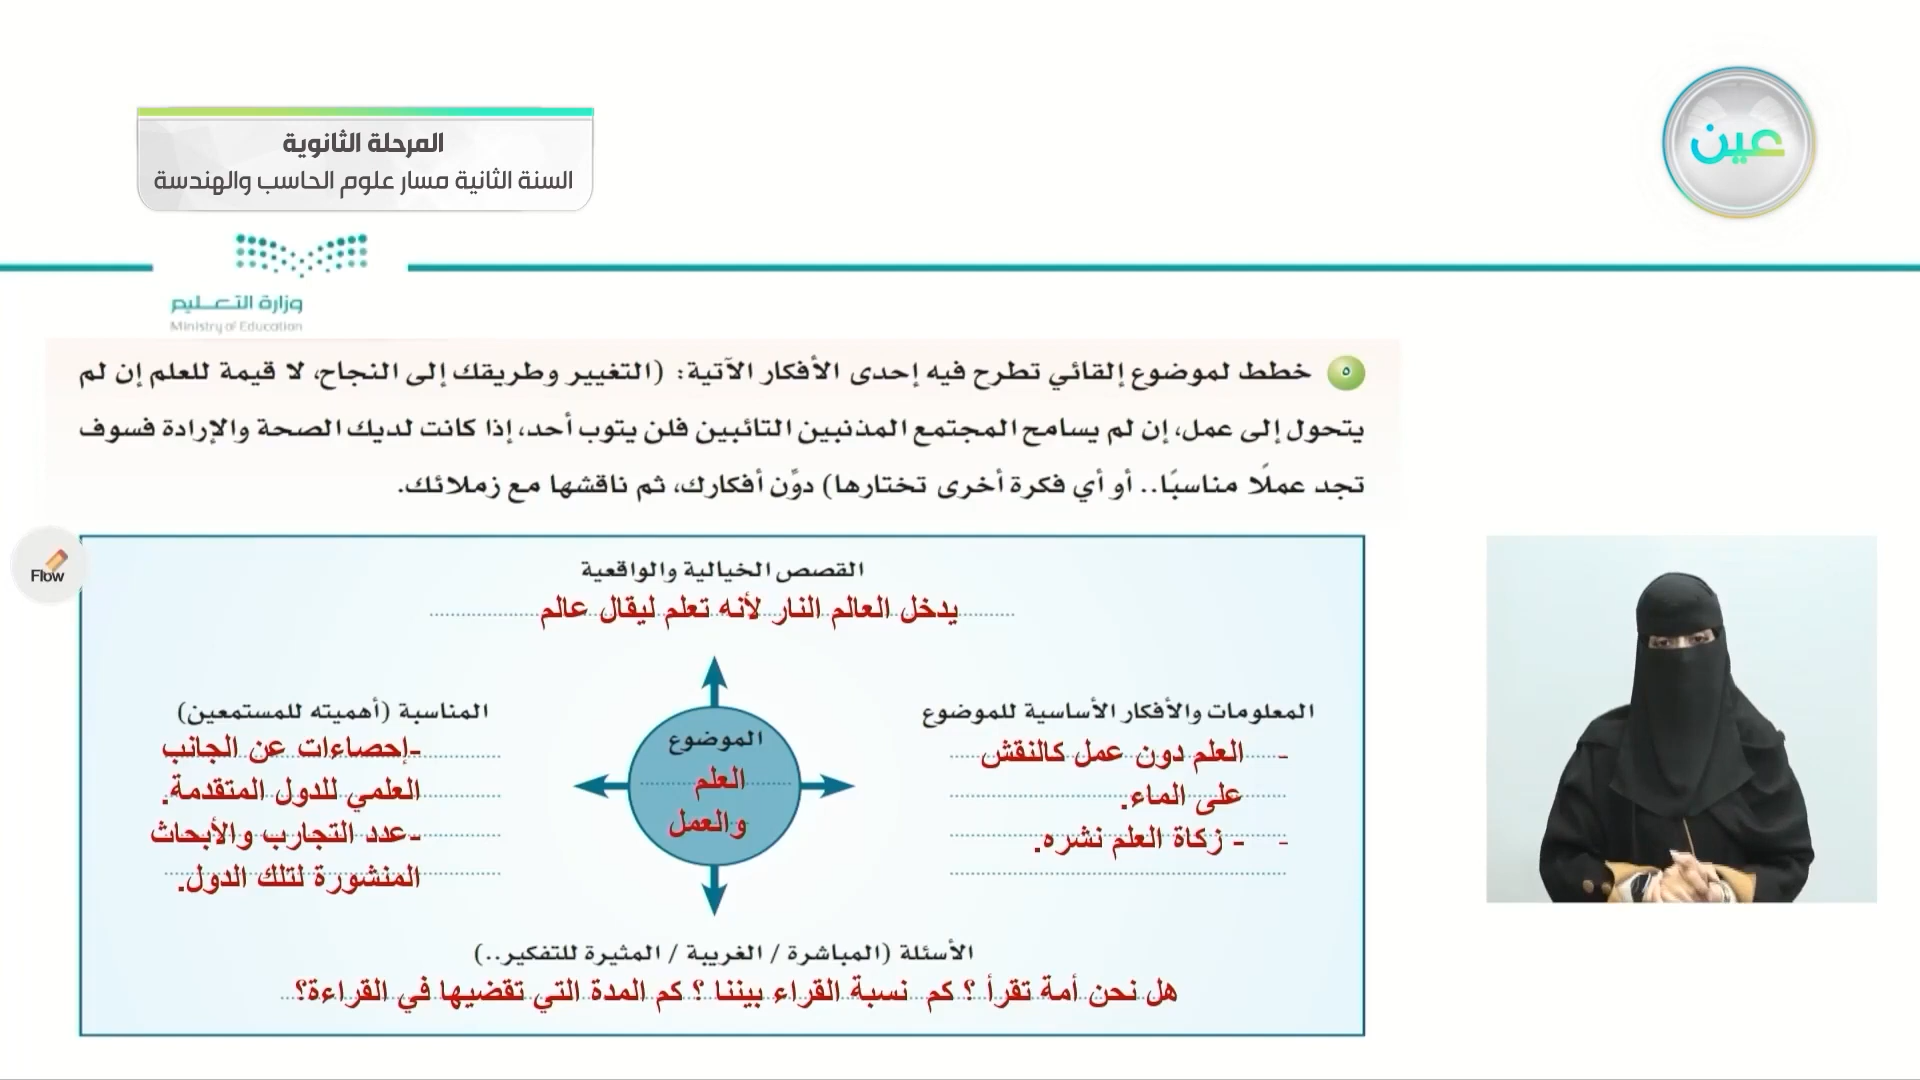 المرحلة الثانوية
السنة الثانية مسار علوم الحاسب والهندسة
عين
وزارة التعليم
Ministry of Education
٥ خطط لموضوع إلقائي تطرح فيه إحدى الأفكار الآتية: (التغيير وطريقك إلى النجاح، لا قيمة للعلم إن لم
يتحول إلى عمل، إن لم يسامح المجتمع المذنبين التائبين فلن يتوب أحد، إذا كانت لديك الصحة والإرادة فسوف
تجد عملًا مناسبًا.. أو أي فكرة أخرى تختارها) دوّن أفكارك، ثم ناقشها مع زملائك.
Flow
القصص الخيالية والواقعية
يدخل العالم النار لأنه تعلم ليقال عالم
المعلومات والأفكار الأساسية للموضوع
- العلم دون عمل كالنقش
على الماء.
- - زكاة العلم نشره.
الموضوع
العلم
والعمل
المناسبة (أهميته للمستمعين)
-إحصاءات عن الجانب
العلمي للدول المتقدمة.
-عدد التجارب والأبحاث
المنشورة لتلك الدول.
الأسئلة (المباشرة / الغريبة / المثيرة للتفكير..)
هل نحن أمة تقرأ ؟ كم نسبة القراء بيننا ؟ كم المدة التي تقضيها في القراءة؟